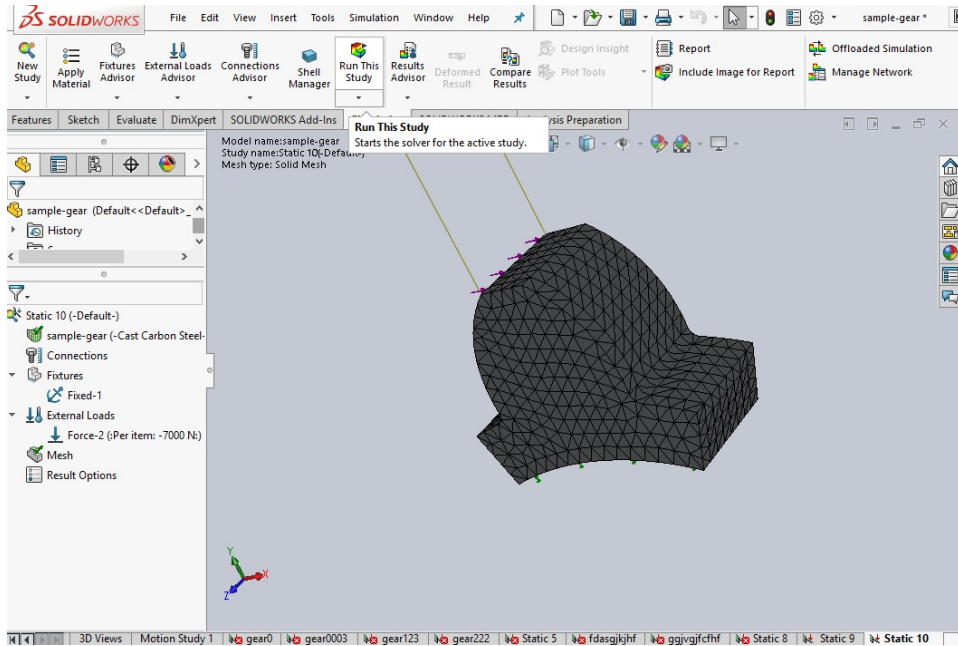 SOLIDWORKS File Edit View Insert Tools Simulation Window Help sample-gear *
New Study
Apply Material
Fixtures Advisor
External Loads Advisor
Connections Advisor
Shell Manager
Run This Study
Results Advisor
Deformed Result
Compare Results
Design Insight
Plot Tools
Report
Include Image for Report
Offloaded Simulation
Manage Network
Features Sketch Evaluate DimXpert SOLIDWORKS Add-Ins Analysis Preparation
Run This Study
Starts the solver for the active study.
Model name:sample-gear
Study name:Static 10(-Default-)
Mesh type: Solid Mesh
sample-gear (Default<<Default>_
History
Static 10 (-Default-)
sample-gear (-Cast Carbon Steel-
Connections
Fixtures
Fixed-1
External Loads
Force-2 (:Per item: -7000 N:)
Mesh
Result Options
Y
X
Z
3D Views Motion Study 1 gear0 gear0003 gear123 gear222 Static 5 fdasgjkjhf ggjvgjfcfhf Static 8 Static 9 Static 10